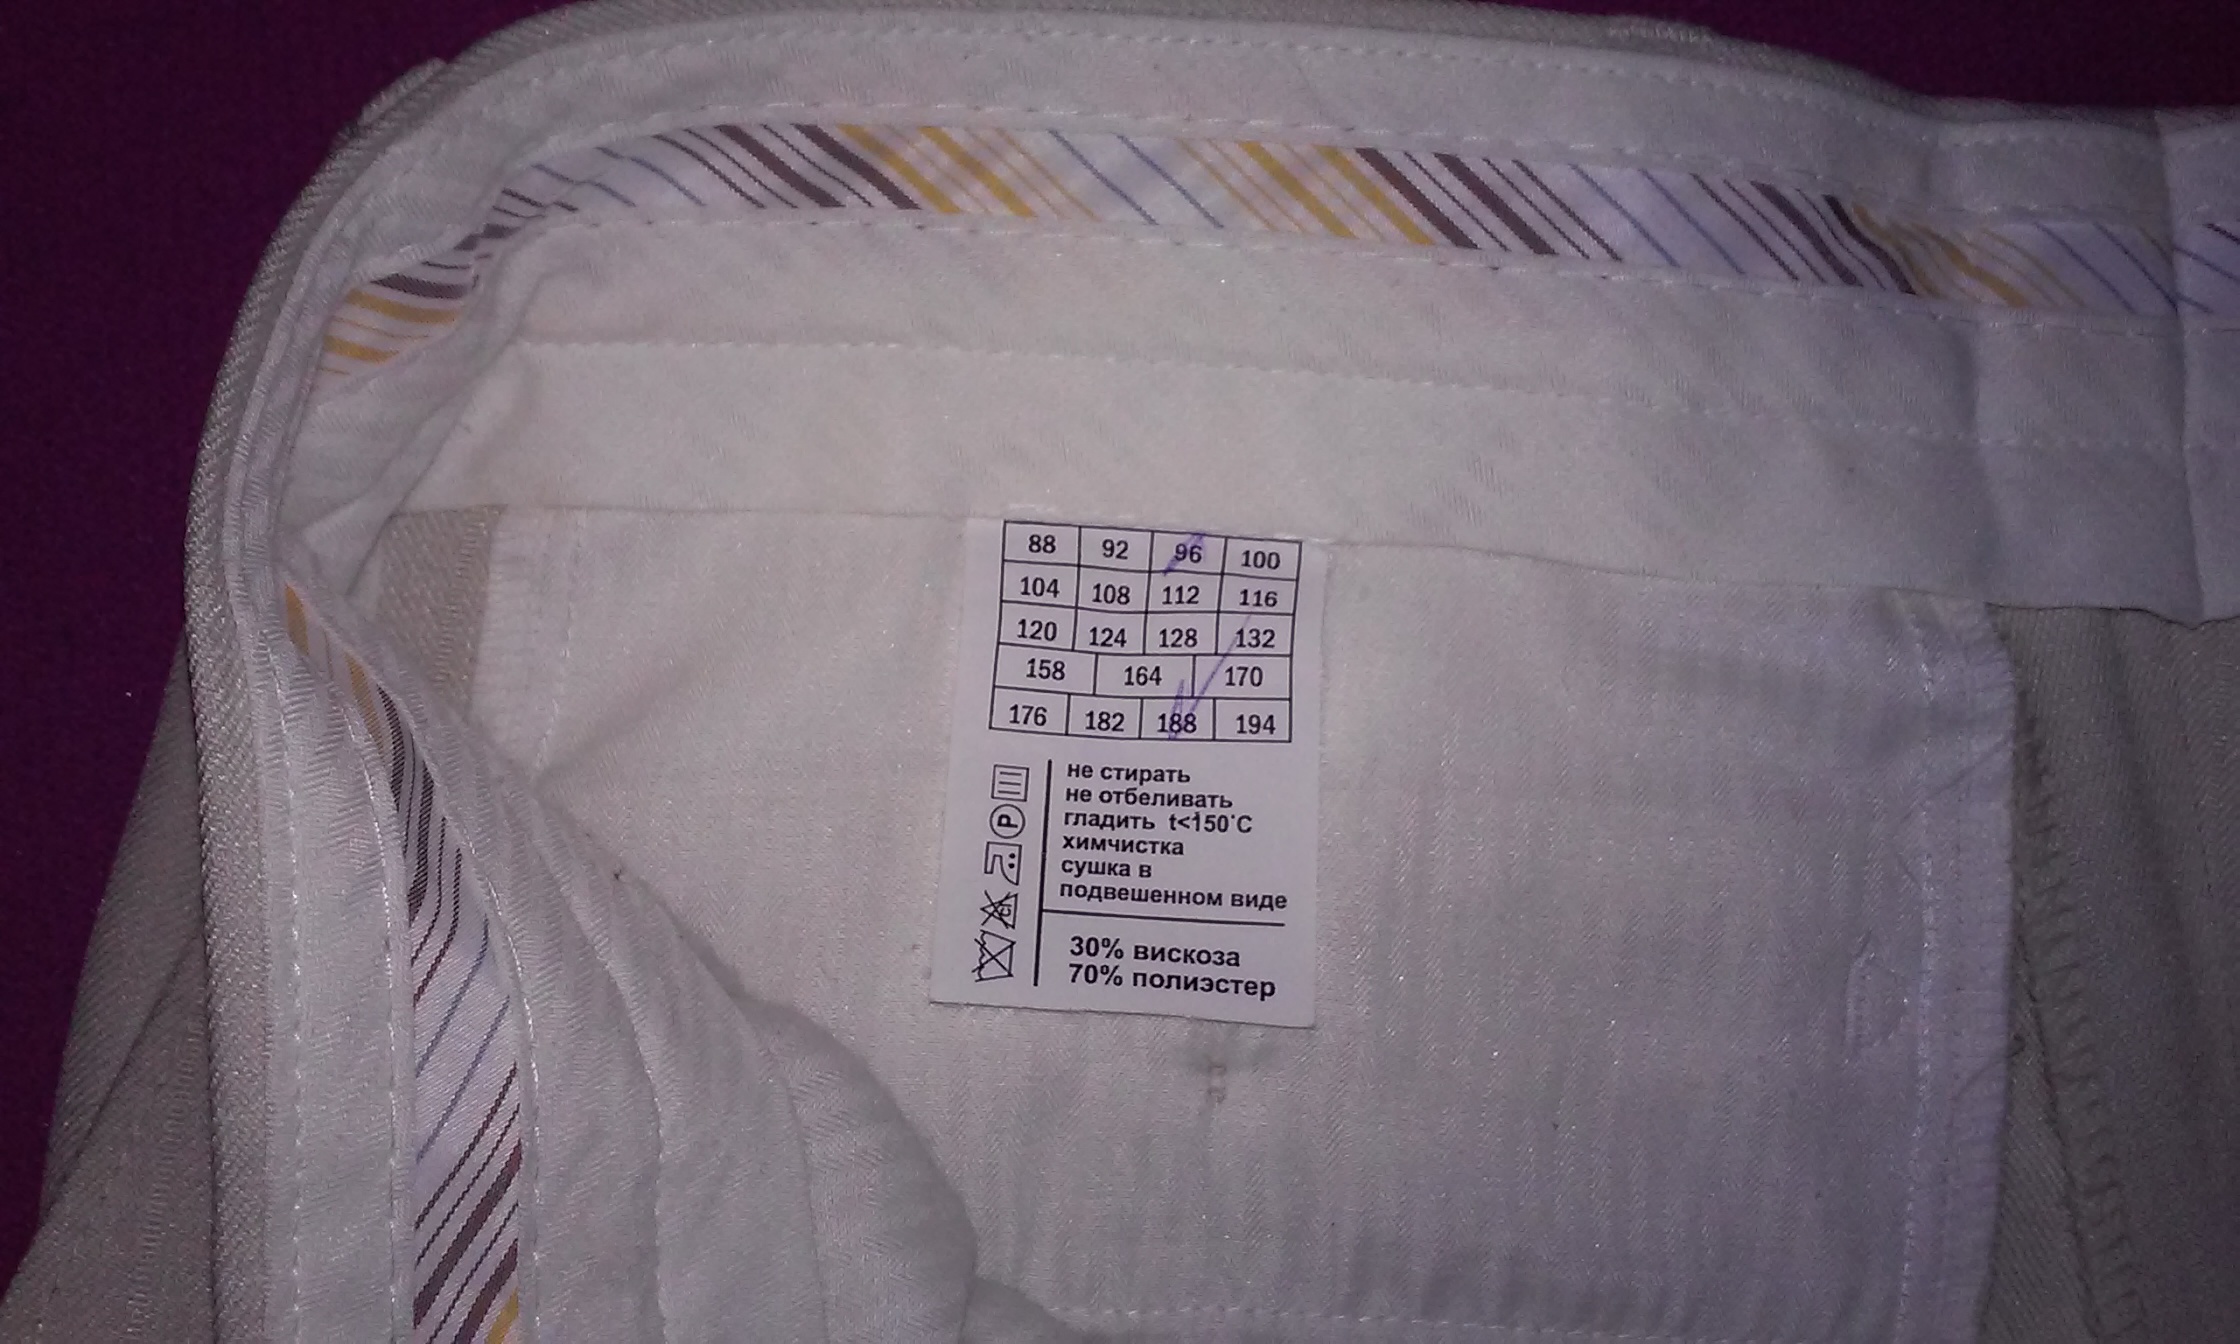 88 92 96 100
104 108 112 116
120 124 128 132
158 164 170
176 182 188 194
не стирать
не отбеливать
гладить t<150°C
химчистка
сушка в
подвешенном виде
P
cl
30% вискоза
70% полиэстер